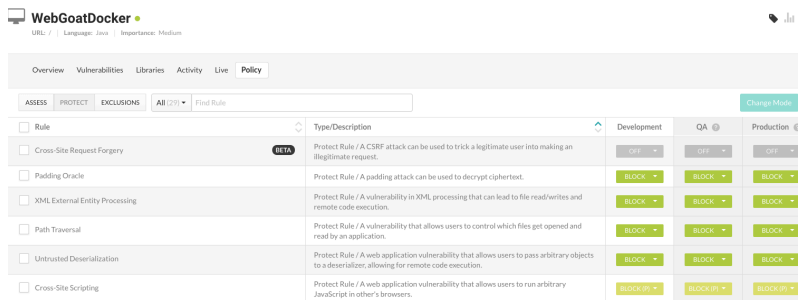 WebGoatDocker
URL: / | Language: Java | Importance: Medium
Overview Vulnerabilities Libraries Activity Live Policy
ASSESS PROTECT EXCLUSIONS All (29) Find Rule Change Mode
Rule Type/Description Development QA Production
Cross-Site Request Forgery BETA Protect Rule / A CSRF attack can be used to trick a legitimate user into making an
illegitimate request. OFF OFF OFF
Padding Oracle Protect Rule / A padding attack can be used to decrypt ciphertext. BLOCK BLOCK BLOCK
XML External Entity Processing Protect Rule / A vulnerability in XML processing that can lead to file read/writes and
remote code execution. BLOCK BLOCK BLOCK
Path Traversal Protect Rule / A vulnerability that allows users to control which files get opened and
read by an application. BLOCK BLOCK BLOCK
Untrusted Deserialization Protect Rule / A web application vulnerability that allows users to pass arbitrary objects
to a deserializer, allowing for remote code execution. BLOCK BLOCK BLOCK
Cross-Site Scripting Protect Rule / A web application vulnerability that allows users to run arbitrary
JavaScript in other's browsers. BLOCK (P) BLOCK (P) BLOCK (P)